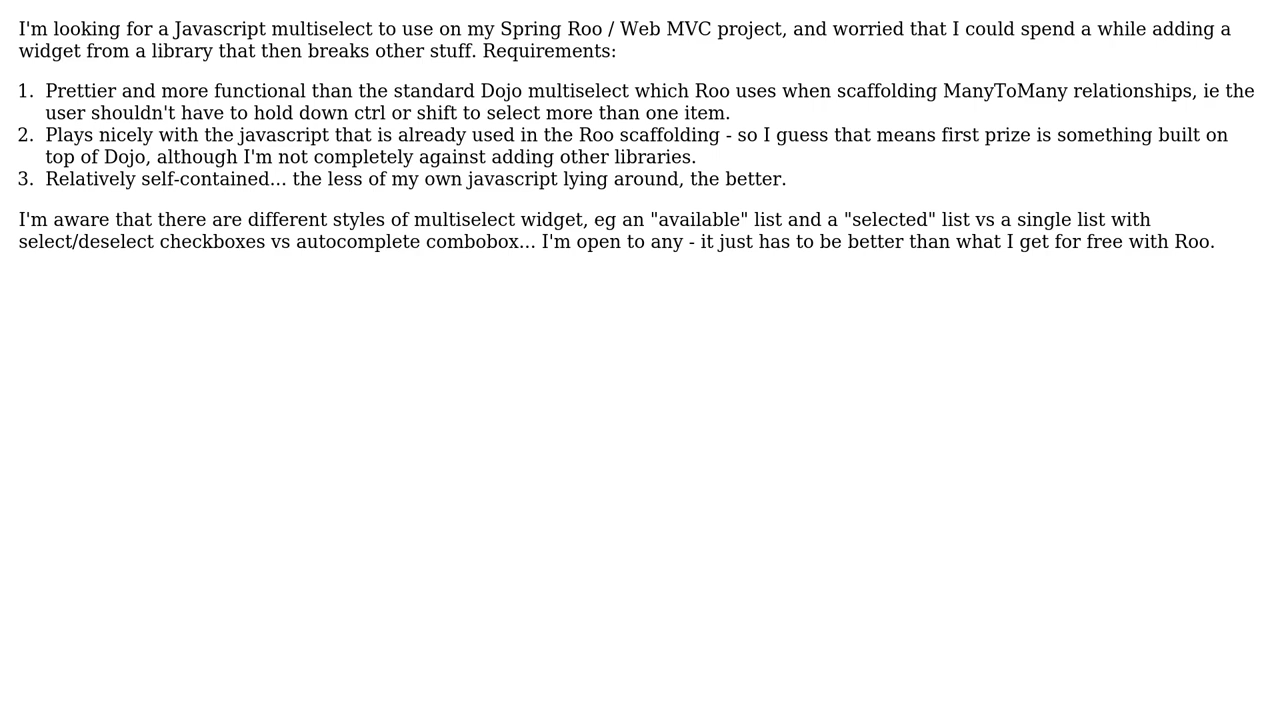 I'm looking for a Javascript multiselect to use on my Spring Roo / Web MVC project, and worried that I could spend a while adding a
widget from a library that then breaks other stuff. Requirements:
1. Prettier and more functional than the standard Dojo multiselect which Roo uses when scaffolding ManyToMany relationships, ie the
user shouldn't have to hold down ctrl or shift to select more than one item.
2. Plays nicely with the javascript that is already used in the Roo scaffolding - so I guess that means first prize is something built on
top of Dojo, although I'm not completely against adding other libraries.
3. Relatively self-contained... the less of my own javascript lying around, the better.
I'm aware that there are different styles of multiselect widget, eg an "available" list and a "selected" list vs a single list with
select/deselect checkboxes vs autocomplete combobox... I'm open to any - it just has to be better than what I get for free with Roo.